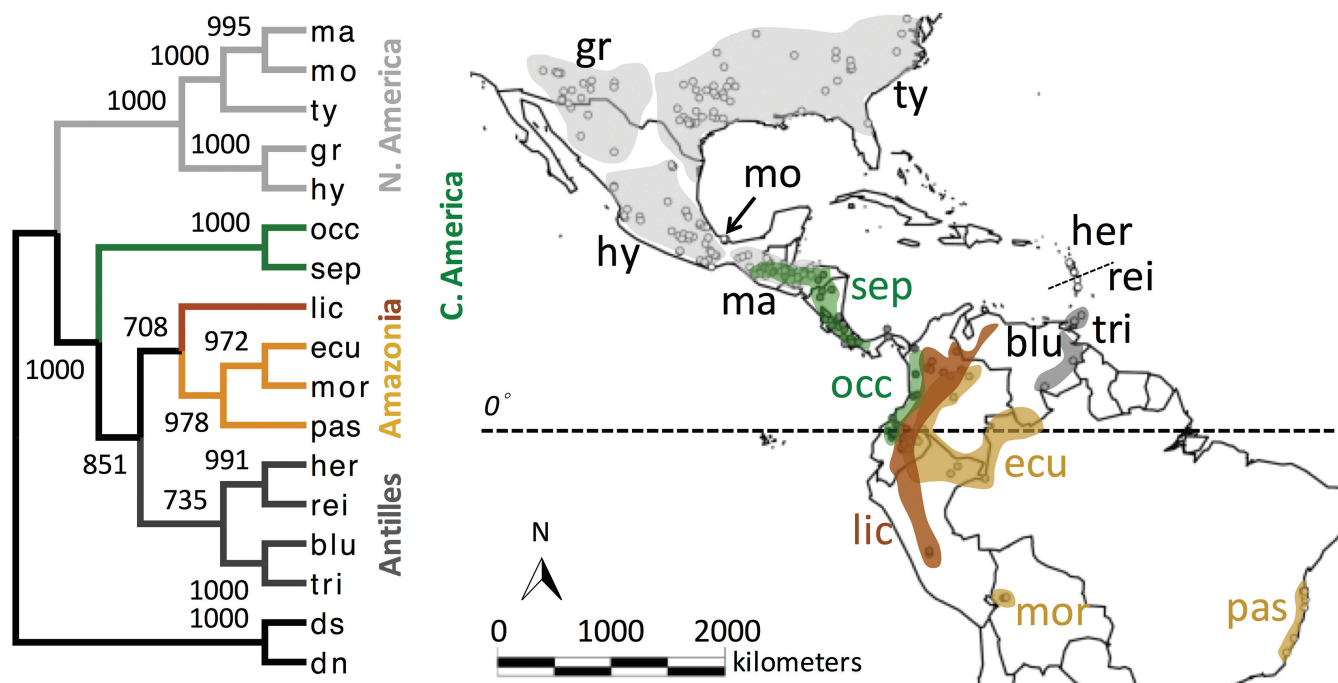 995
ma
1000
mo
1000
ty
1000
gr
hy
N. America
1000
occ
sep
C. America
708
lic
972
ecu
1000
mor
978
pas
Amazonia
851
991
her
735
rei
blu
1000
tri
Antilles
1000
ds
dn
gr
ty
mo
hy
ma
sep
her
rei
tri
blu
occ
0°
ecu
lic
mor
pas
N
0 1000 2000
kilometers